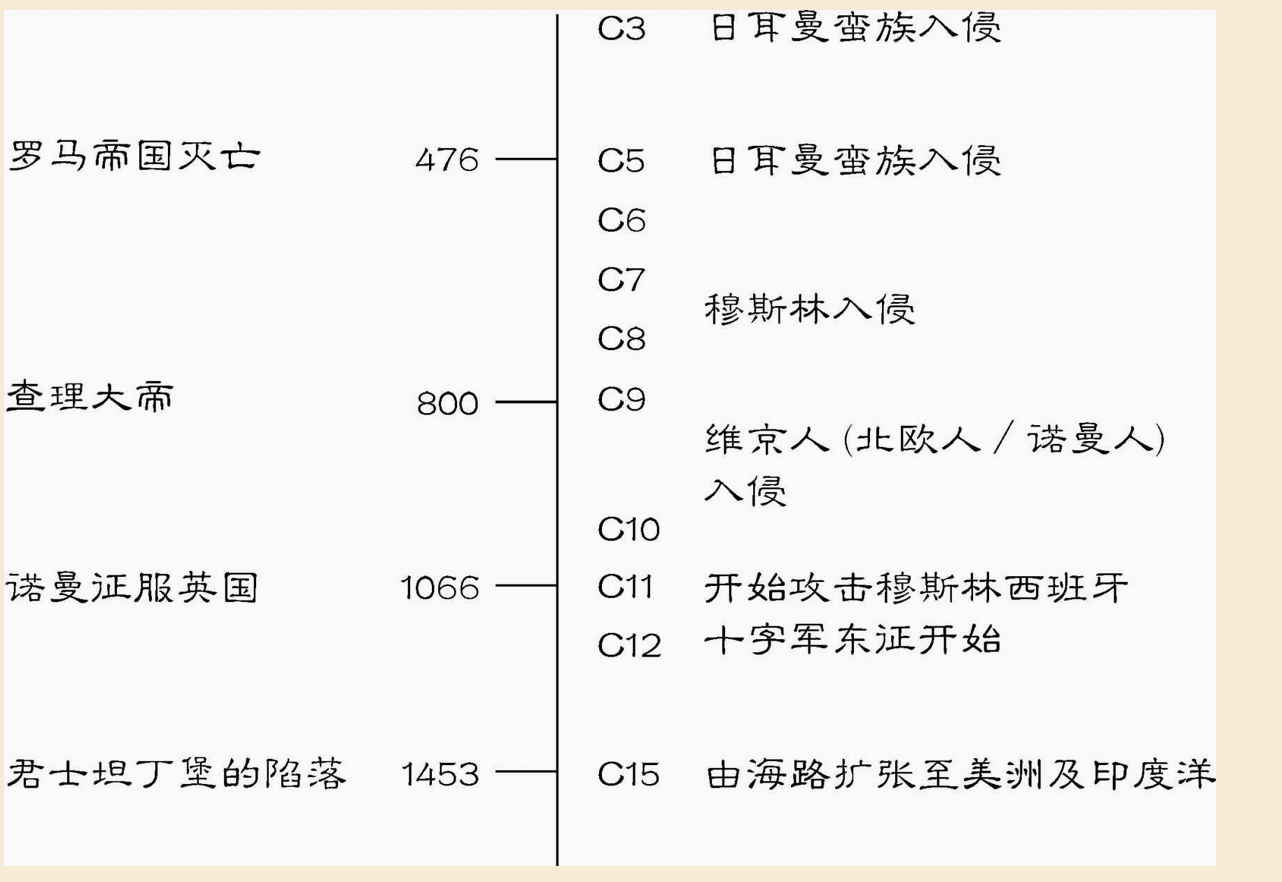 C3 日耳曼蛮族入侵
罗马帝国灭亡 476 C5 日耳曼蛮族入侵
C6
C7
穆斯林入侵
C8
查理大帝 800 C9
维京人(北欧人/诺曼人)
入侵
C10
诺曼征服英国 1066 C11 开始攻击穆斯林西班牙
C12 十字军东征开始
君士坦丁堡的陷落 1453 C15 由海路扩张至美洲及印度洋